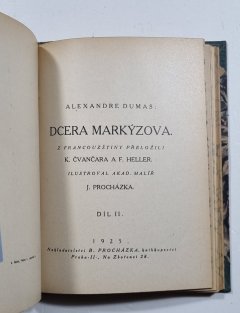 ALEXANDRE DUMAS:
DCERA MARKÝZOVA.
Z FRANCOUZŠTINY PŘELOŽILI
K. ČVANČARA A F. HELLER.
ILUSTROVAL AKAD. MALÍŘ
J. PROCHÁZKA.
DÍL II.
1925
Nakladatelství B. PROCHÁZKA, knihkupectví
Praha-II., Na Zbořenci 28.